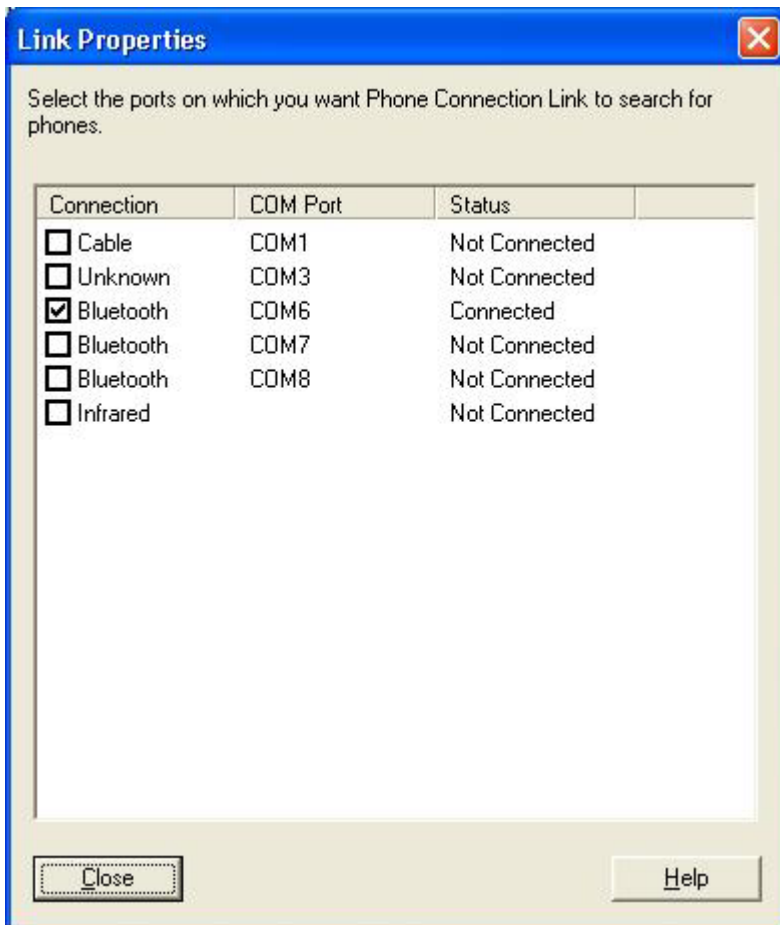 Link Properties
Select the ports on which you want Phone Connection Link to search for
phones.
Connection COM Port Status
Cable COM1 Not Connected
Unknown COM3 Not Connected
Bluetooth COM6 Connected
Bluetooth COM7 Not Connected
Bluetooth COM8 Not Connected
Infrared Not Connected
Close Help